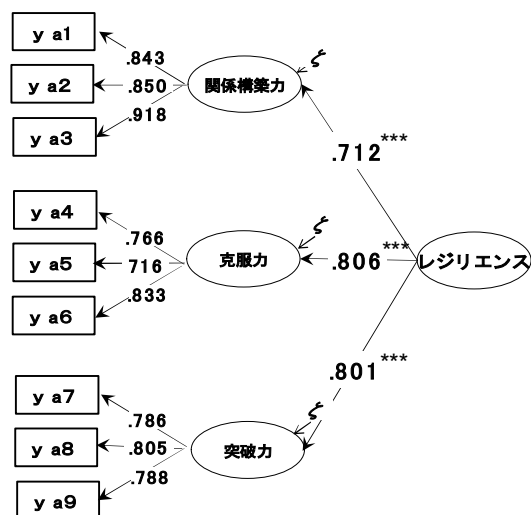 y a1
.843
y a2
.850
y a3
.918
関係構築力
ζ
.712***
y a4
.766
y a5
716
y a6
.833
克服力
ζ
.806***
レジリエンス
y a7
.786
y a8
.805
y a9
.788
突破力
ζ
.801***